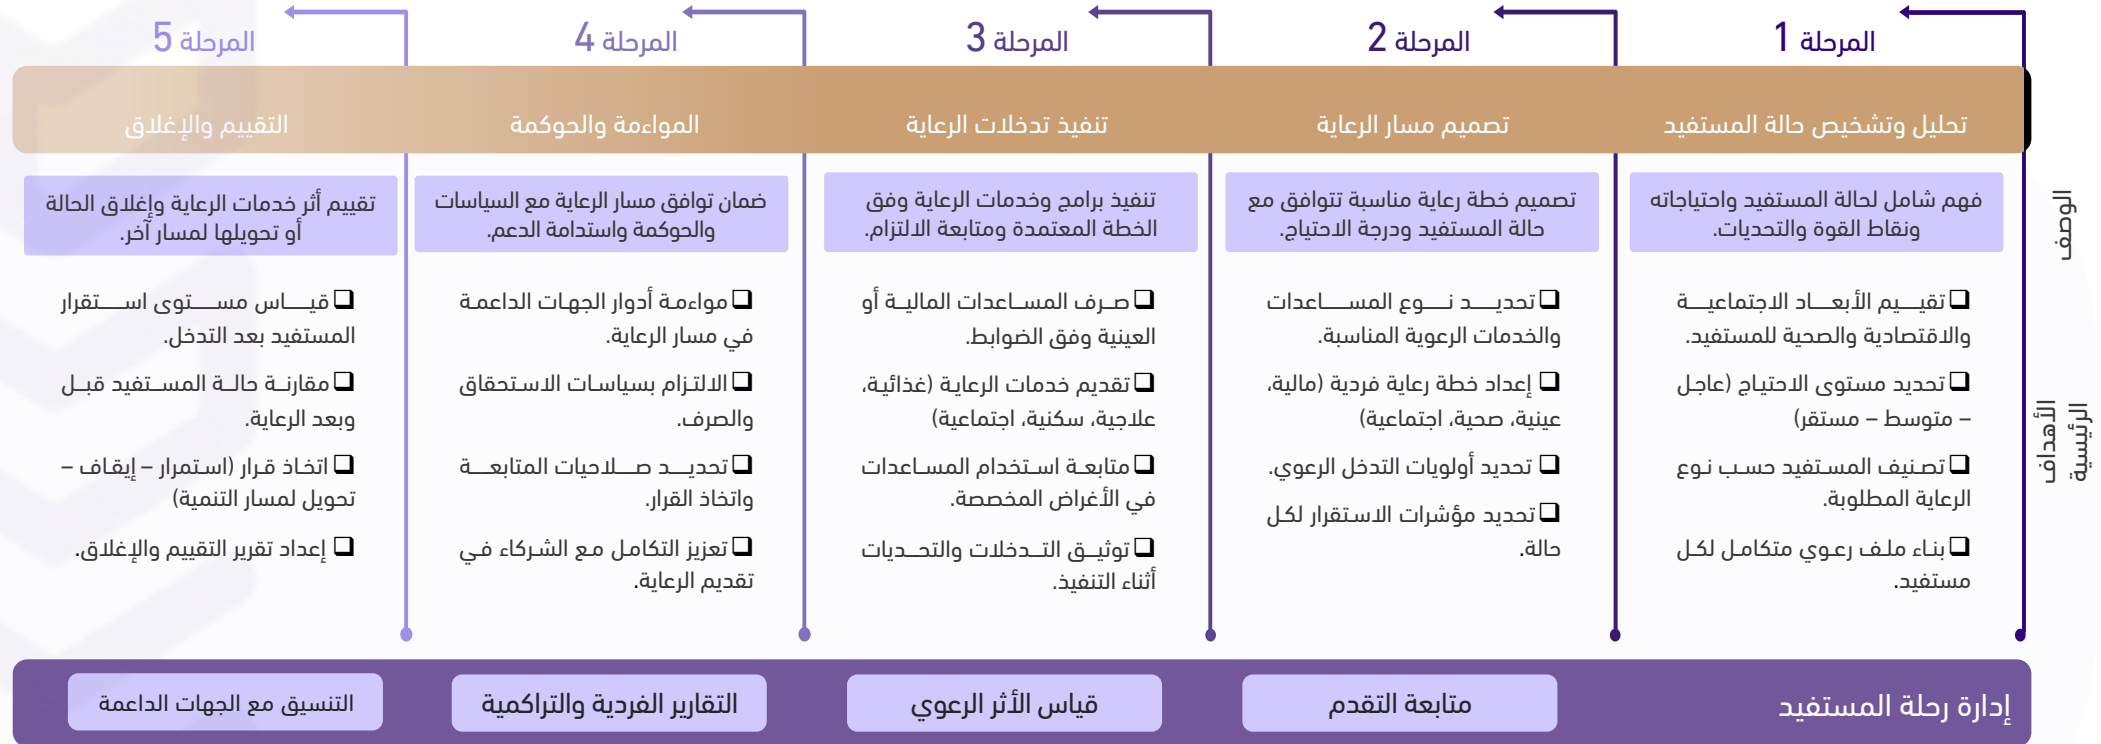 المرحلة 1
المرحلة 2
المرحلة 3
المرحلة 4
المرحلة 5
تحليل وتشخيص حالة المستفيد
تصميم مسار الرعاية
تنفيذ تدخلات الرعاية
المواءمة والحوكمة
التقييم والإغلاق
الوصف
فهم شامل لحالة المستفيد واحتياجاته
ونقاط القوة والتحديات.
تصميم خطة رعاية مناسبة تتوافق مع
حالة المستفيد ودرجة الاحتياج.
تنفيذ برامج وخدمات الرعاية وفق
الخطة المعتمدة ومتابعة الالتزام.
ضمان توافق مسار الرعاية مع السياسات
والحوكمة واستدامة الدعم.
تقييم أثر خدمات الرعاية وإغلاق الحالة
أو تحويلها لمسار آخر.
الأهداف
الرئيسية
❑ تقييم الأبعاد الاجتماعية
والاقتصادية والصحية للمستفيد.
❑ تحديد مستوى الاحتياج (عاجل
– متوسط – مستقر)
❑ تصنيف المستفيد حسب نوع
الرعاية المطلوبة.
❑ بناء ملف رعوي متكامل لكل
مستفيد.
❑ تحديد نوع المساعدات
والخدمات الرعوية المناسبة.
❑ إعداد خطة رعاية فردية (مالية،
عينية، صحية، اجتماعية)
❑ تحديد أولويات التدخل الرعوي.
❑ تحديد مؤشرات الاستقرار لكل
حالة.
❑ صرف المساعدات المالية أو
العينية وفق الضوابط.
❑ تقديم خدمات الرعاية (غذائية،
علاجية، سكنية، اجتماعية)
❑ متابعة استخدام المساعدات
في الأغراض المخصصة.
❑ توثيق التدخلات والتحديات
أثناء التنفيذ.
❑ مواءمة أدوار الجهات الداعمة
في مسار الرعاية.
❑ الالتزام بسياسات الاستحقاق
والصرف.
❑ تحديد صلاحيات المتابعة
واتخاذ القرار.
❑ تعزيز التكامل مع الشركاء في
تقديم الرعاية.
❑ قياس مستوى استقرار
المستفيد بعد التدخل.
❑ مقارنة حالة المستفيد قبل
وبعد الرعاية.
❑ اتخاذ قرار (استمرار – إيقاف –
تحويل لمسار التنمية)
❑ إعداد تقرير التقييم والإغلاق.
إدارة رحلة المستفيد
متابعة التقدم
قياس الأثر الرعوي
التقارير الفردية والتراكمية
التنسيق مع الجهات الداعمة